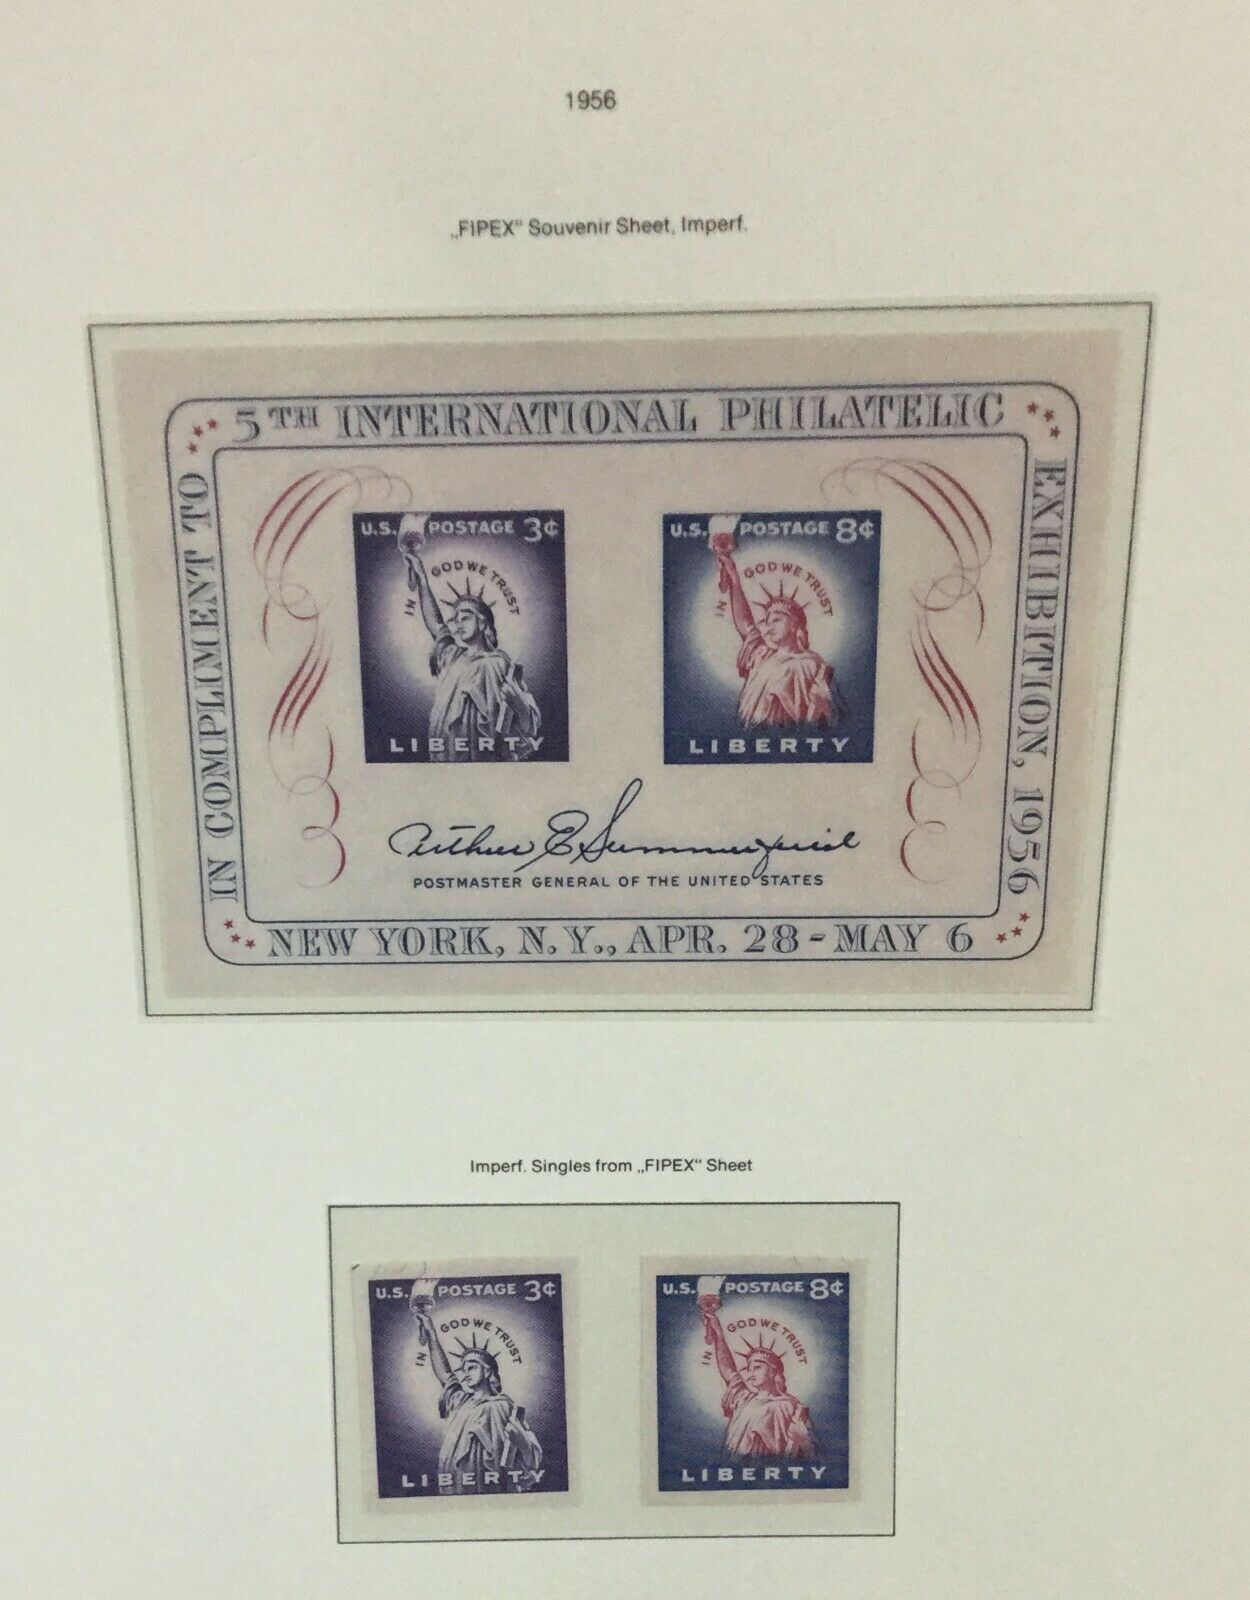 1956
„FIPEX“ Souvenir Sheet, Imperf.
IN COMPLIMENT TO
5TH INTERNATIONAL PHILATELIC
EXHIBITION, 1956
U.S. POSTAGE 3¢
IN GOD WE TRUST
LIBERTY
U.S. POSTAGE 8¢
IN GOD WE TRUST
LIBERTY
Arthur E Summerfield
POSTMASTER GENERAL OF THE UNITED STATES
NEW YORK, N.Y., APR. 28-MAY 6
Imperf. Singles from „FIPEX“ Sheet
U.S. POSTAGE 3¢
IN GOD WE TRUST
LIBERTY
U.S. POSTAGE 8¢
IN GOD WE TRUST
LIBERTY